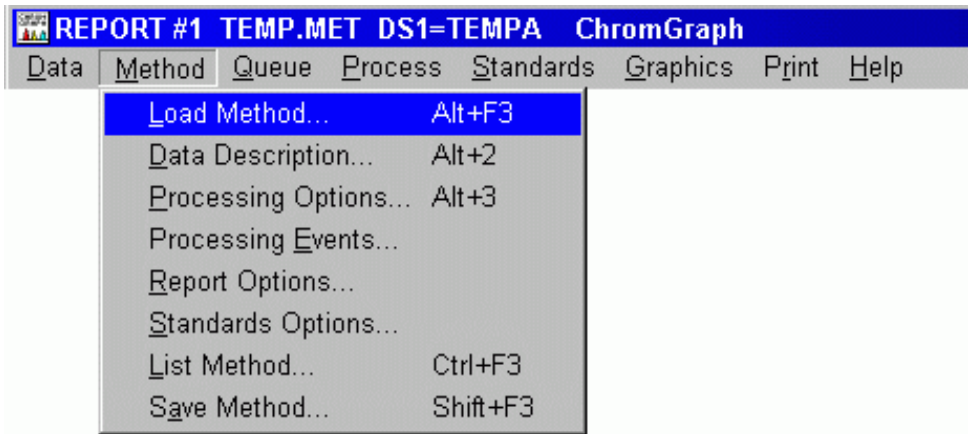 REPORT #1 TEMP.MET DS1=TEMPA ChromGraph
Data Method Queue Process Standards Graphics Print Help
Load Method... Alt+F3
Data Description... Alt+2
Processing Options... Alt+3
Processing Events...
Report Options...
Standards Options...
List Method... Ctrl+F3
Save Method... Shift+F3